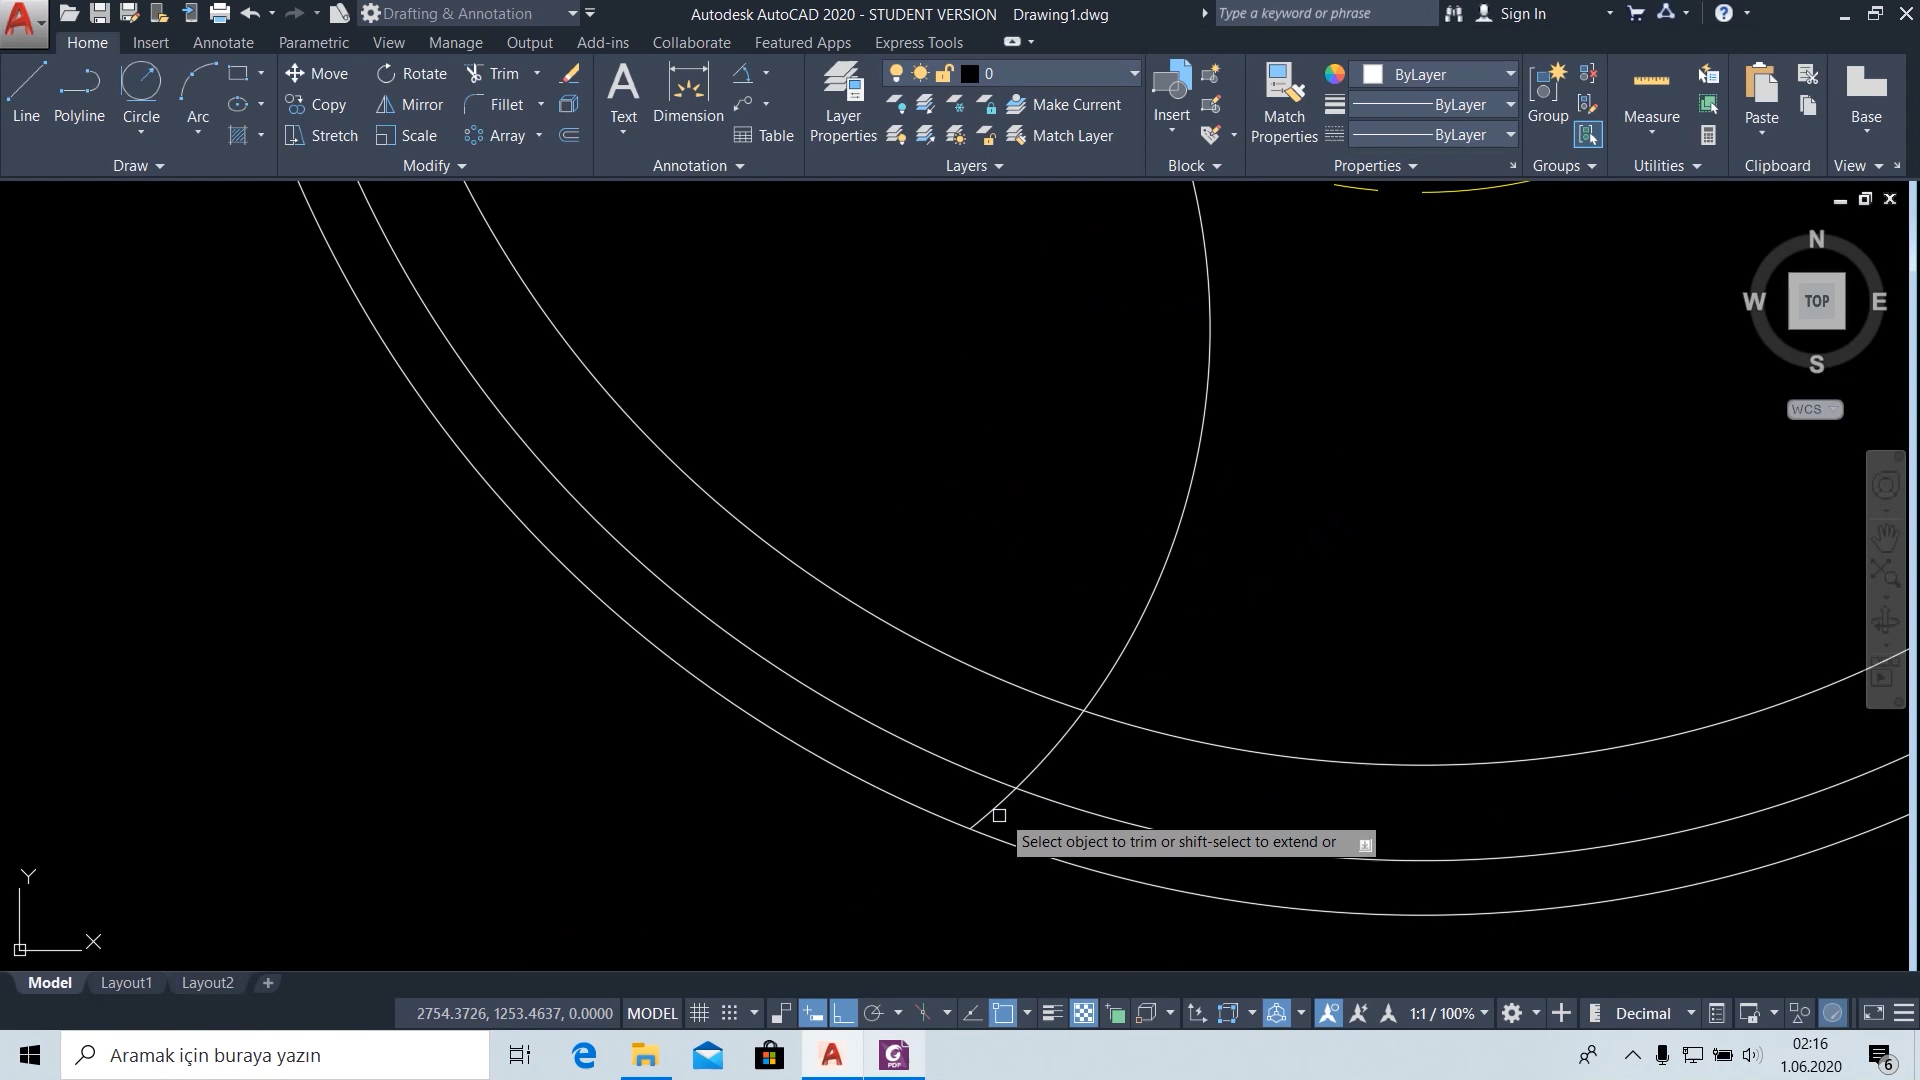 Drafting & Annotation
Autodesk AutoCAD 2020 - STUDENT VERSION Drawing1.dwg
Type a keyword or phrase
Sign In
Home Insert Annotate Parametric View Manage Output Add-ins Collaborate Featured Apps Express Tools
Line Polyline Circle Arc
Move Rotate Trim
Copy Mirror Fillet
Stretch Scale Array
Text Dimension Table
Layer Properties
0
Make Current
Match Layer
Insert
Match Properties
ByLayer
ByLayer
ByLayer
Group
Measure
Paste
Base
Draw Modify Annotation Layers Block Properties Groups Utilities Clipboard View
N
W TOP E
S
WCS
Select object to trim or shift-select to extend or
Y
X
Model Layout1 Layout2
2754.3726, 1253.4637, 0.0000 MODEL 1:1 / 100% Decimal
Aramak için buraya yazın
PDF
02:16
1.06.2020
6